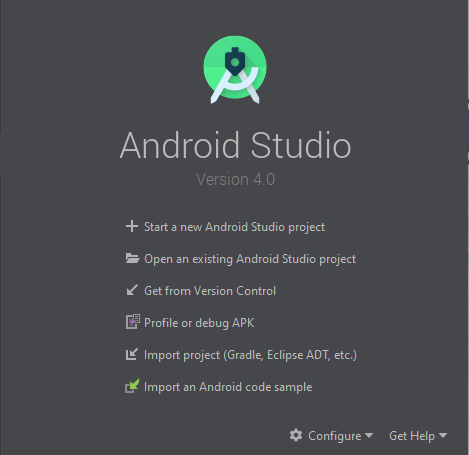 Android Studio
Version 4.0
Start a new Android Studio project
Open an existing Android Studio project
Get from Version Control
Profile or debug APK
Import project (Gradle, Eclipse ADT, etc.)
Import an Android code sample
Configure Get Help